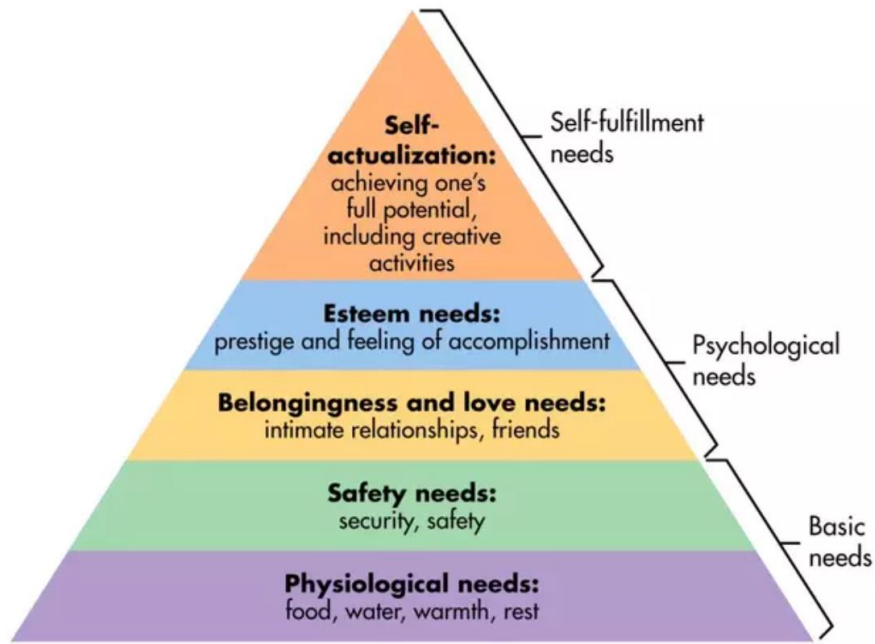 Self-
actualization:
achieving one's
full potential,
including creative
activities
Self-fulfillment
needs
Esteem needs:
prestige and feeling of accomplishment
Psychological
needs
Belongingness and love needs:
intimate relationships, friends
Safety needs:
security, safety
Basic
needs
Physiological needs:
food, water, warmth, rest